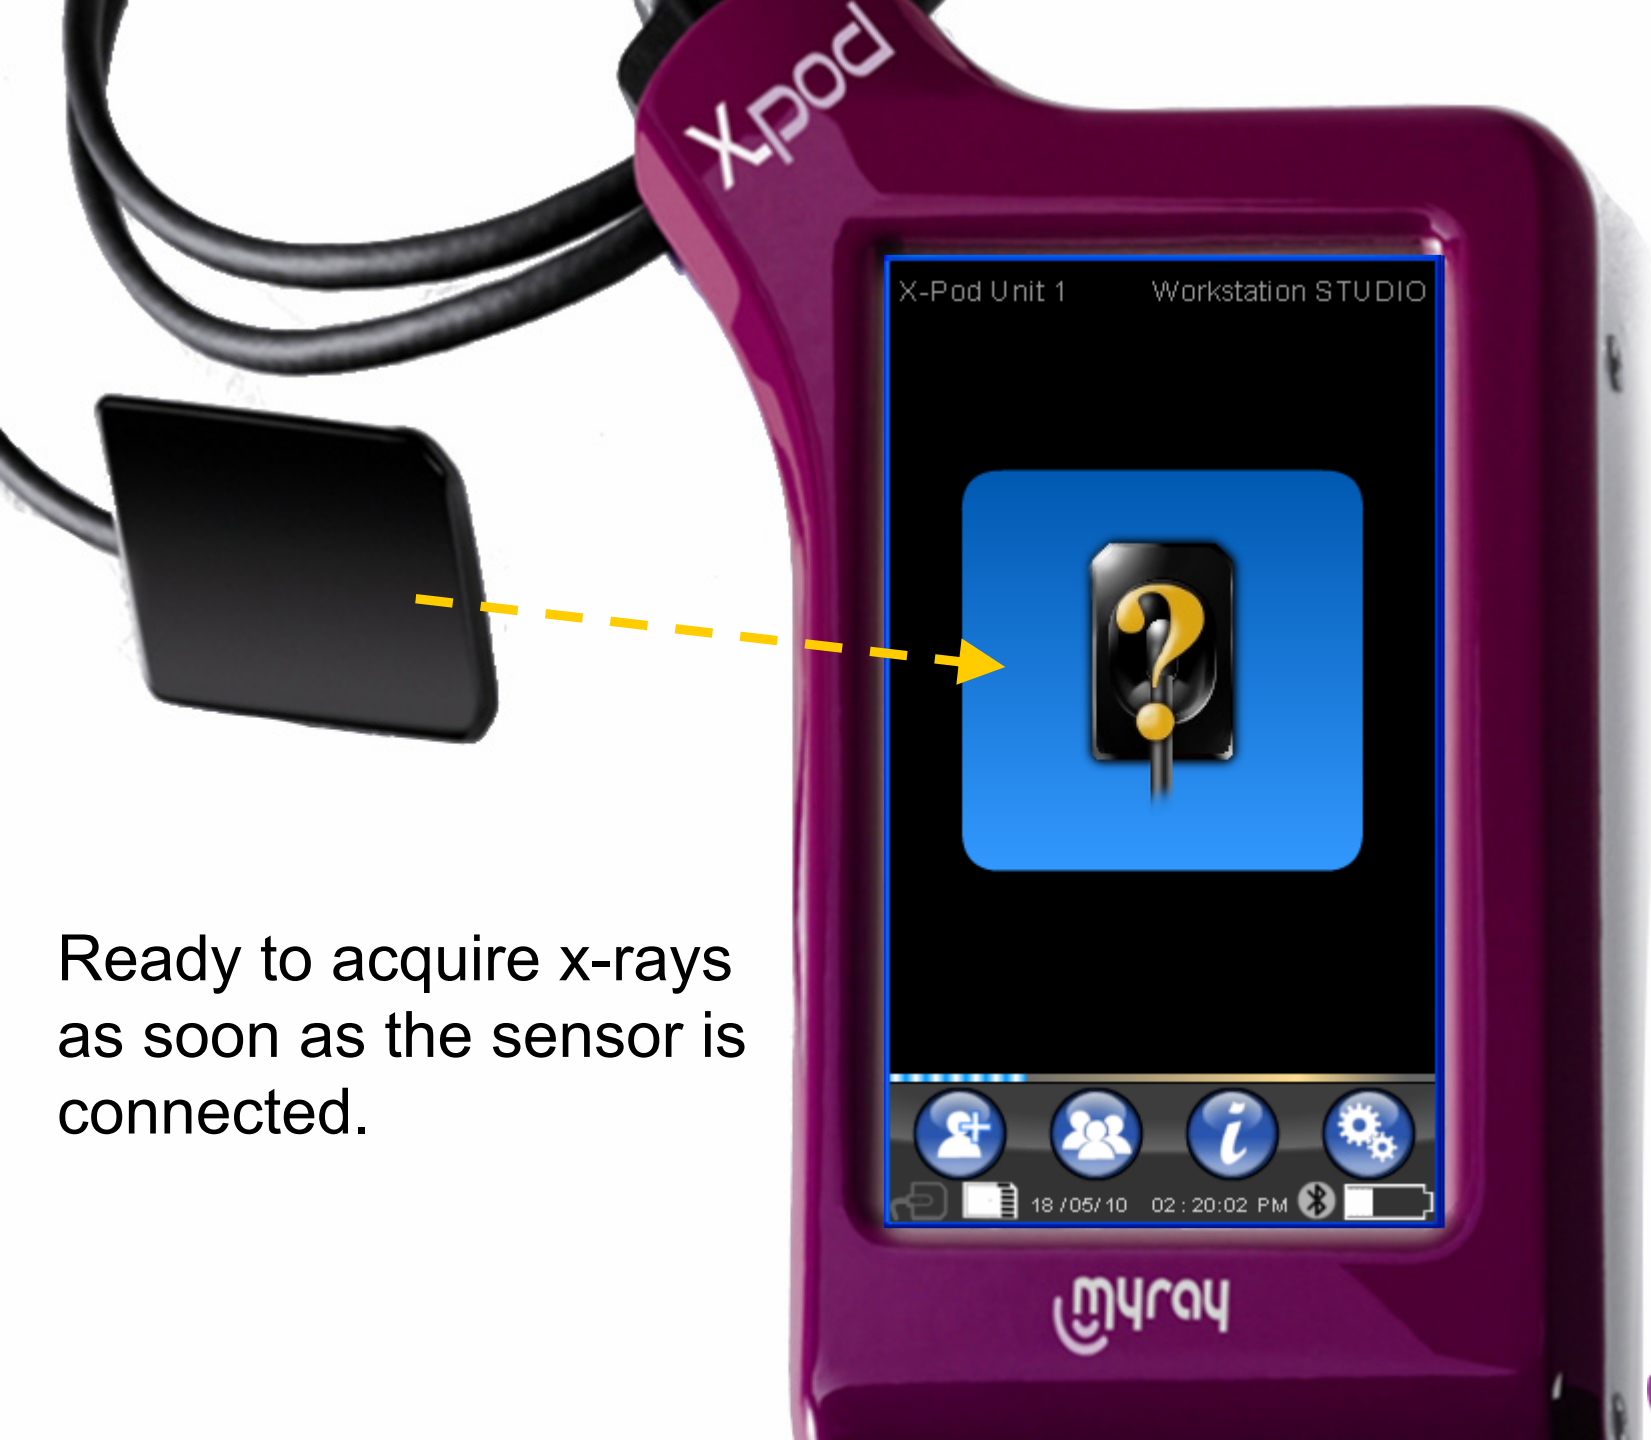 X-pod
X-Pod Unit 1 Workstation STUDIO
?
Ready to acquire x-rays
as soon as the sensor is
connected.
i
18/05/10 02:20:02 PM
myray